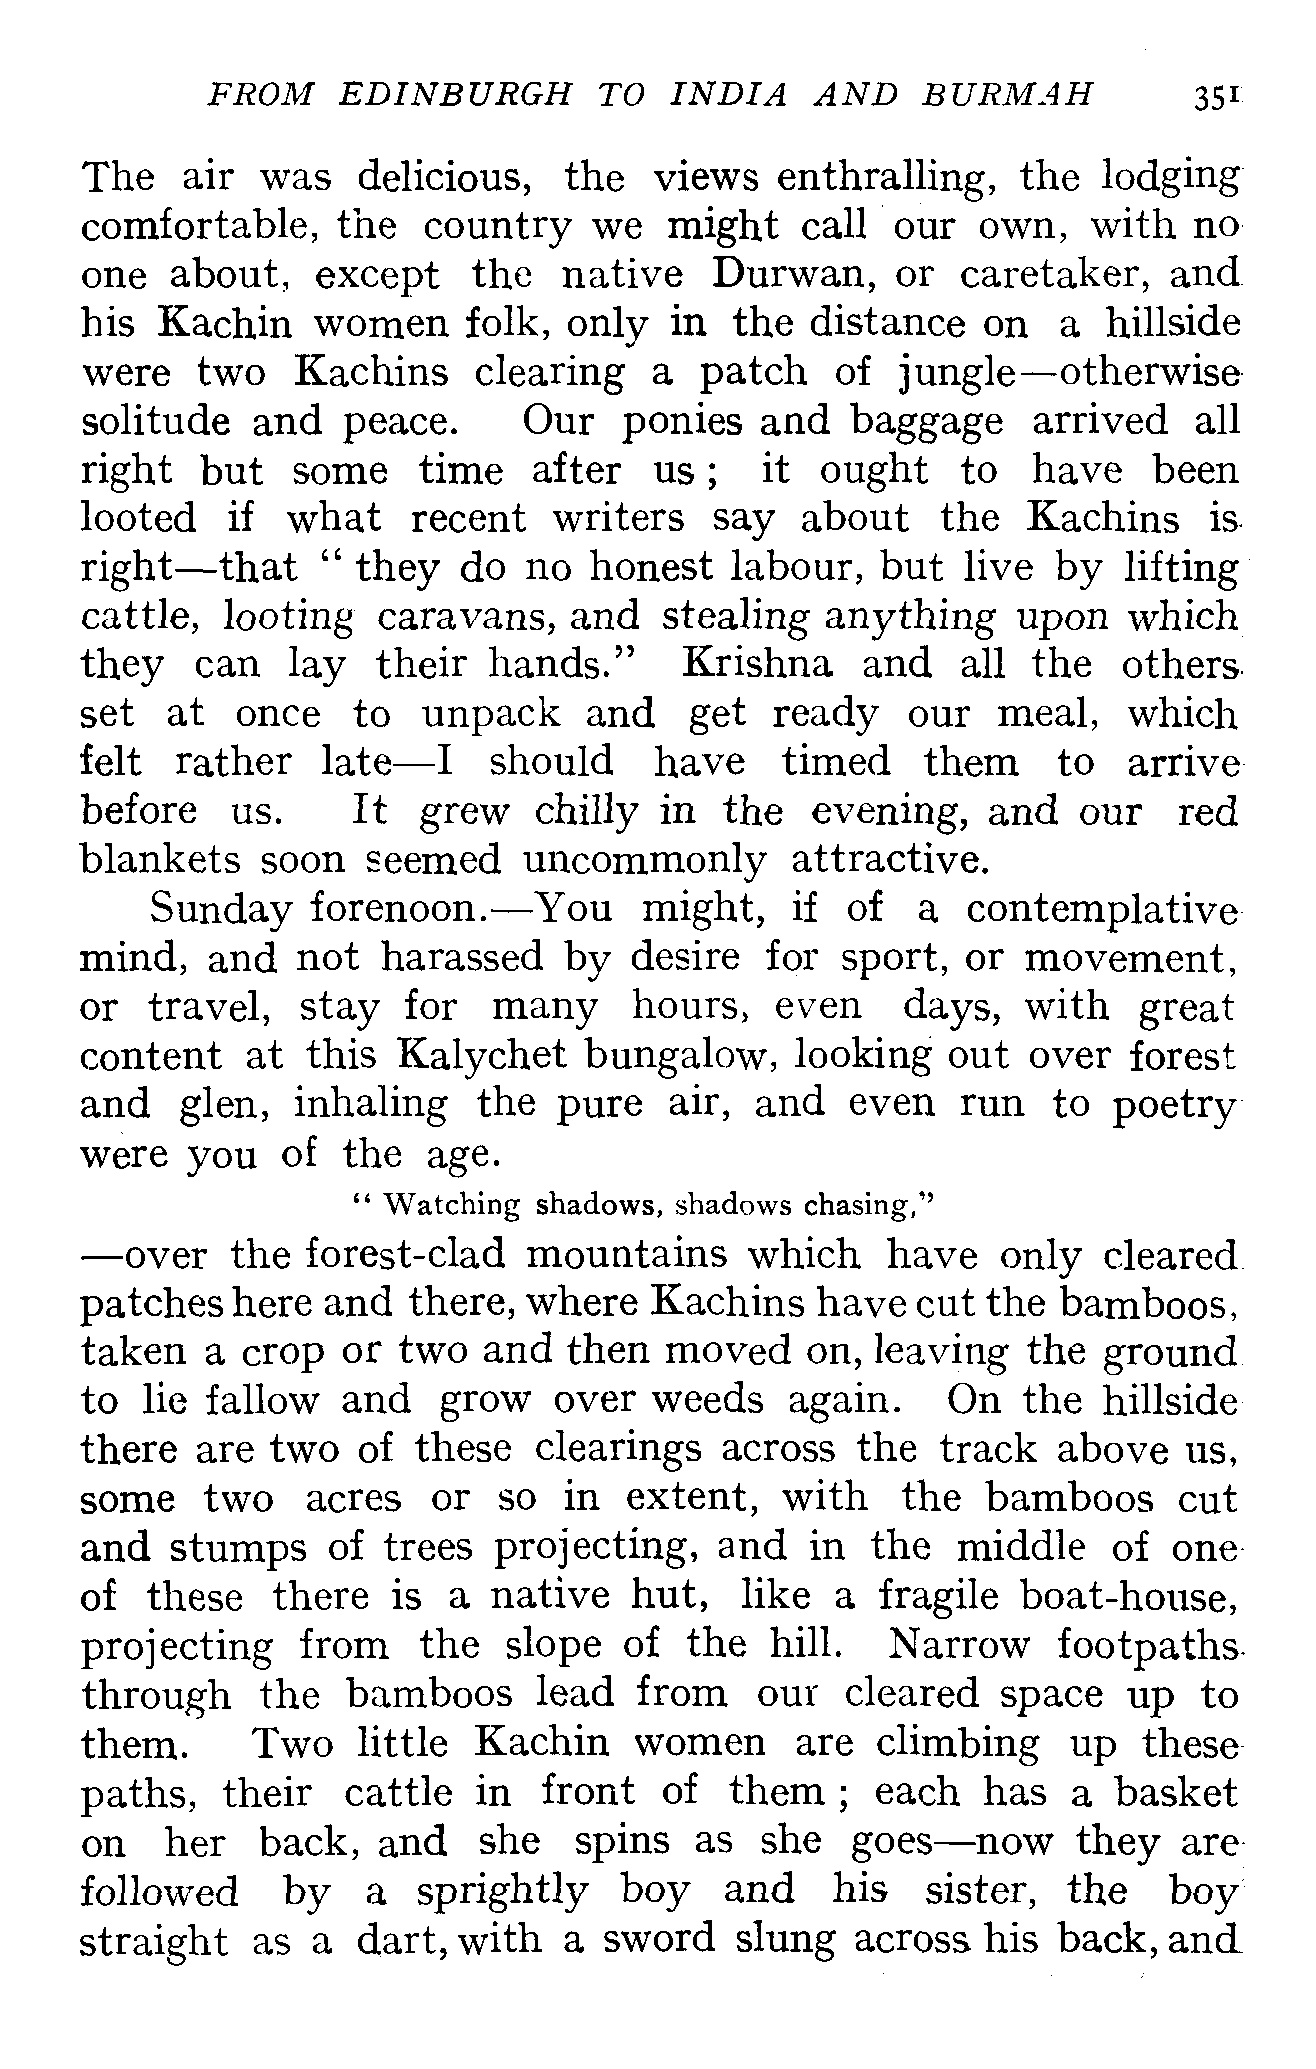 FROM EDINBURGH TO INDIA AND BURMAH 351
The air was delicious, the views enthralling, the lodging
comfortable, the country we might call our own, with no
one about, except the native Durwan, or caretaker, and
his Kachin women folk, only in the distance on a hillside
were two Kachins clearing a patch of jungle—otherwise
solitude and peace. Our ponies and baggage arrived all
right but some time after us ; it ought to have been
looted if what recent writers say about the Kachins is
right—that “ they do no honest labour, but live by lifting
cattle, looting caravans, and stealing anything upon which
they can lay their hands.” Krishna and all the others
set at once to unpack and get ready our meal, which
felt rather late—I should have timed them to arrive
before us. It grew chilly in the evening, and our red
blankets soon seemed uncommonly attractive.
Sunday forenoon.—You might, if of a contemplative
mind, and not harassed by desire for sport, or movement,
or travel, stay for many hours, even days, with great
content at this Kalychet bungalow, looking out over forest
and glen, inhaling the pure air, and even run to poetry
were you of the age.
“ Watching shadows, shadows chasing,”
—over the forest-clad mountains which have only cleared
patches here and there, where Kachins have cut the bamboos,
taken a crop or two and then moved on, leaving the ground
to lie fallow and grow over weeds again. On the hillside
there are two of these clearings across the track above us,
some two acres or so in extent, with the bamboos cut
and stumps of trees projecting, and in the middle of one
of these there is a native hut, like a fragile boat-house,
projecting from the slope of the hill. Narrow footpaths
through the bamboos lead from our cleared space up to
them. Two little Kachin women are climbing up these
paths, their cattle in front of them ; each has a basket
on her back, and she spins as she goes—now they are
followed by a sprightly boy and his sister, the boy
straight as a dart, with a sword slung across his back, and